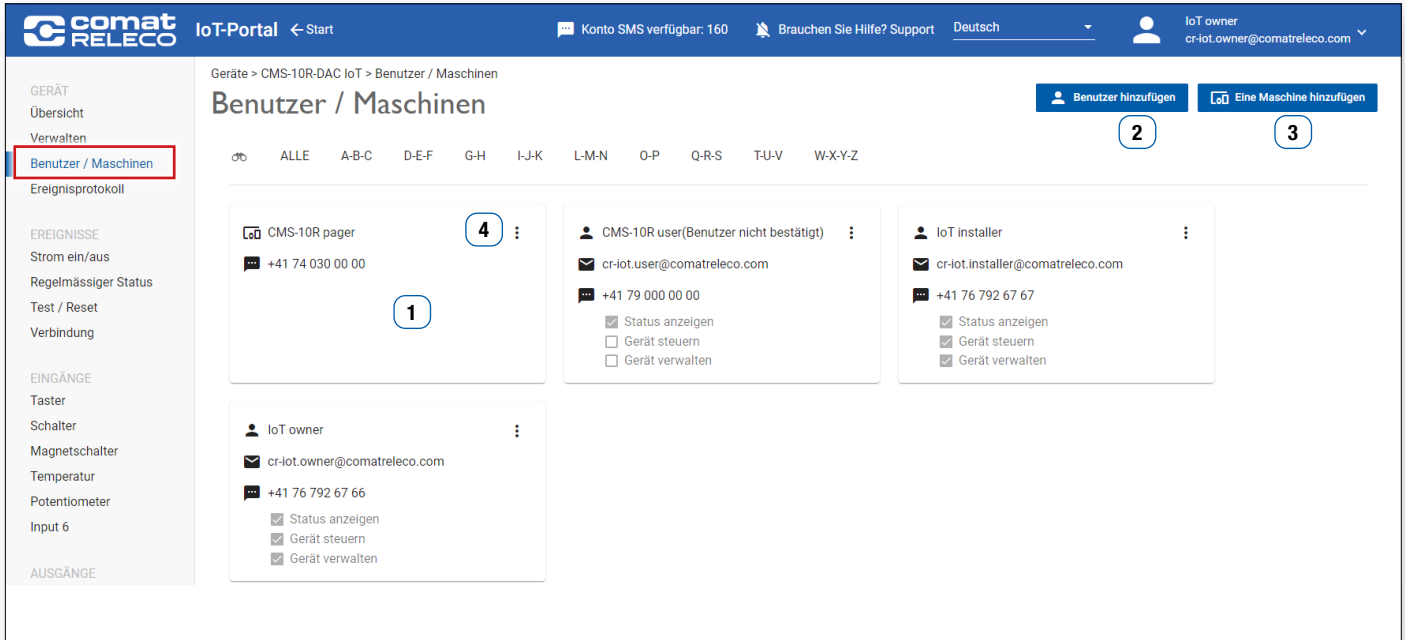 comat
RELECO
IoT-Portal
Start
Konto SMS verfügbar: 160
Brauchen Sie Hilfe? Support
Deutsch
IoT owner
cr-iot.owner@comatreleco.com
GERÄT
Übersicht
Verwalten
Benutzer / Maschinen
Ereignisprotokoll
EREIGNISSE
Strom ein/aus
Regelmässiger Status
Test / Reset
Verbindung
EINGÄNGE
Taster
Schalter
Magnetschalter
Temperatur
Potentiometer
Input 6
AUSGÄNGE
Geräte > CMS-10R-DAC IoT > Benutzer / Maschinen
Benutzer / Maschinen
Benutzer hinzufügen
Eine Maschine hinzufügen
2
3
ALLE A-B-C D-E-F G-H I-J-K L-M-N O-P Q-R-S T-U-V W-X-Y-Z
CMS-10R pager
4
+41 74 030 00 00
1
CMS-10R user(Benutzer nicht bestätigt)
cr-iot.user@comatreleco.com
+41 79 000 00 00
Status anzeigen
Gerät steuern
Gerät verwalten
IoT installer
cr-iot.installer@comatreleco.com
+41 76 792 67 67
Status anzeigen
Gerät steuern
Gerät verwalten
IoT owner
cr-iot.owner@comatreleco.com
+41 76 792 67 66
Status anzeigen
Gerät steuern
Gerät verwalten